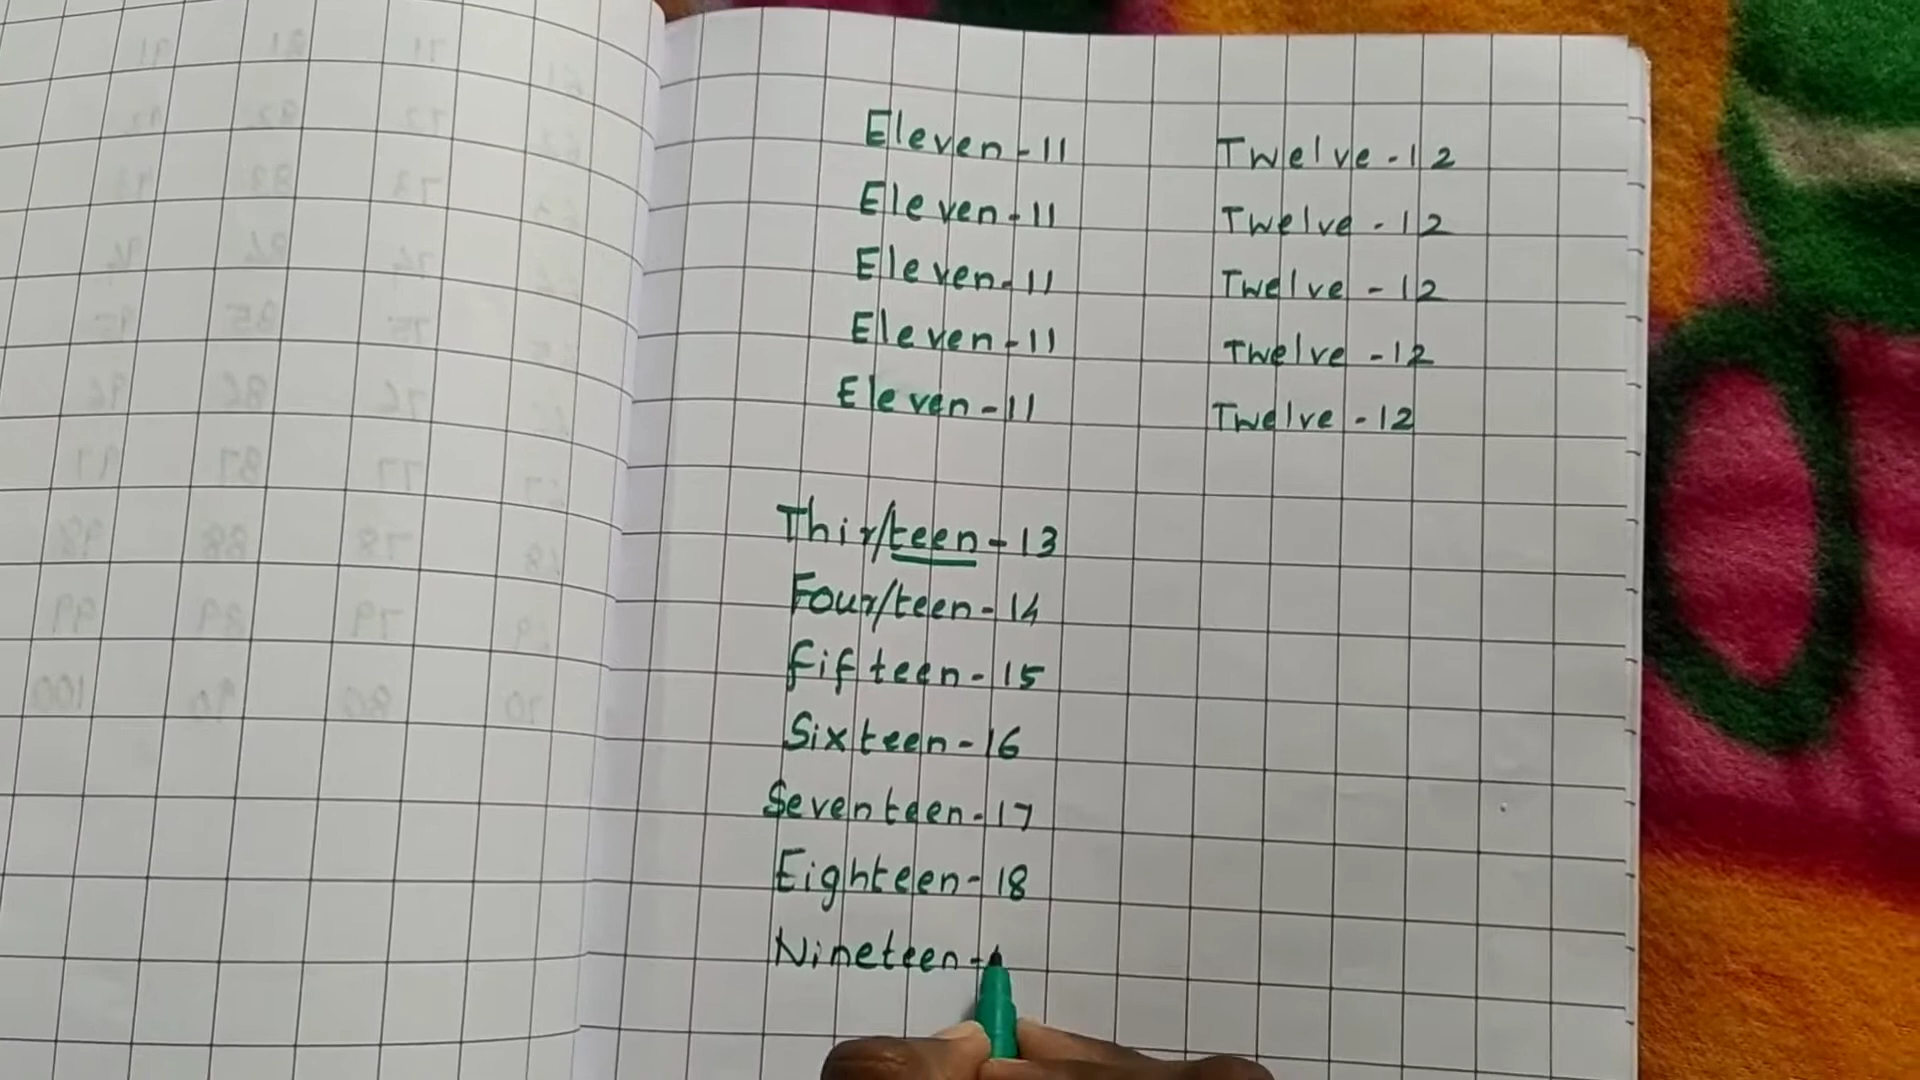 Eleven-11 Twelve-12
Eleven-11 Twelve-12
Eleven-11 Twelve-12
Eleven-11 Twelve-12
Eleven-11 Twelve-12
Thir/teen-13
Four/teen-14
Fifteen-15
Sixteen-16
Seventeen-17
Eighteen-18
Nineteen-